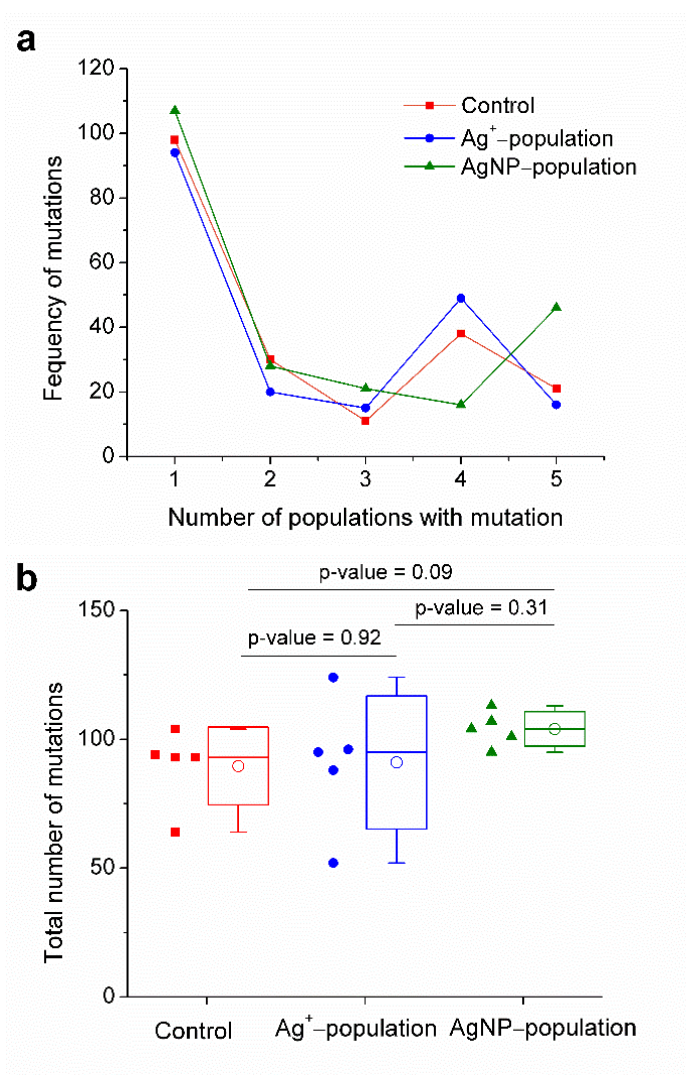 a
120
100
80
60
40
20
0
Fequency of mutations
Control
Ag⁺−population
AgNP−population
1 2 3 4 5
Number of populations with mutation
b
p-value = 0.09
p-value = 0.31
p-value = 0.92
150
100
50
0
Total number of mutations
Control Ag⁺−population AgNP−population